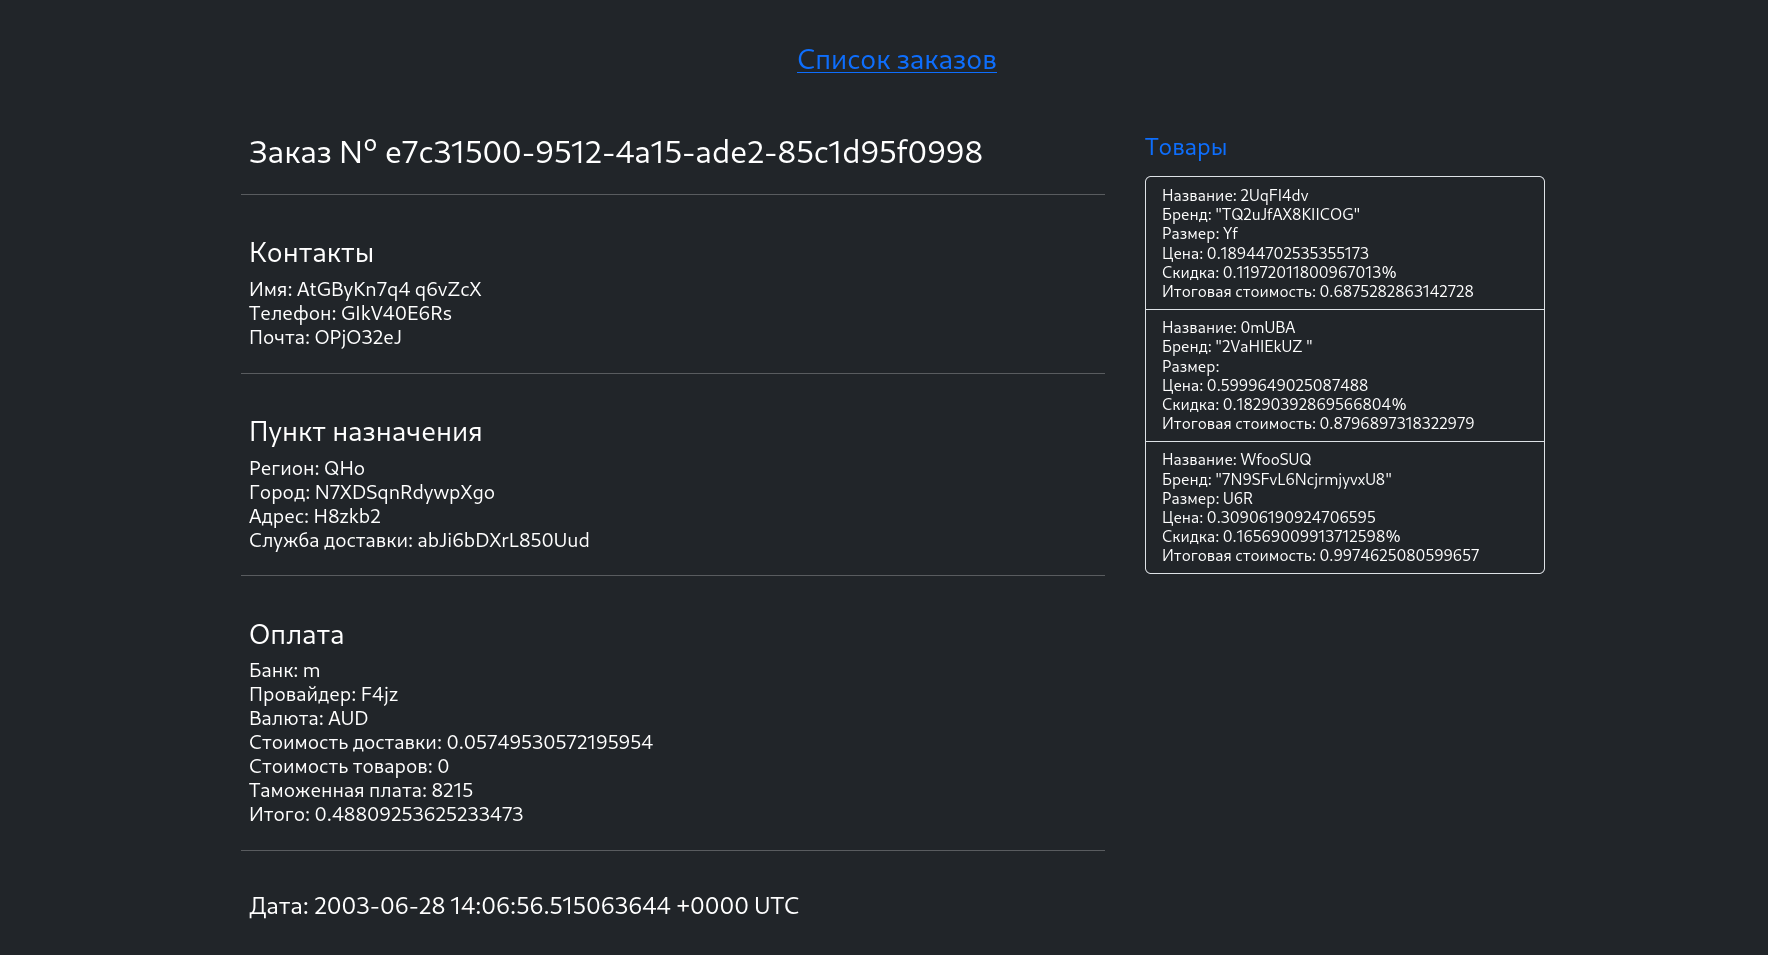 Список заказов
Заказ № e7c31500-9512-4a15-ade2-85c1d95f0998
Контакты
Имя: AtGByKn7q4 q6vZcX
Телефон: GIkV40E6Rs
Почта: OPjO32eJ
Пункт назначения
Регион: QHo
Город: N7XDSqnRdywpXgo
Адрес: H8zkb2
Служба доставки: abJi6bDXrL850Uud
Оплата
Банк: m
Провайдер: F4jz
Валюта: AUD
Стоимость доставки: 0.05749530572195954
Стоимость товаров: 0
Таможенная плата: 8215
Итого: 0.48809253625233473
Дата: 2003-06-28 14:06:56.515063644 +0000 UTC
Товары
Название: 2UqFI4dv
Бренд: "TQ2uJfAX8KIICOG"
Размер: Yf
Цена: 0.18944702535355173
Скидка: 0.11972011800967013%
Итоговая стоимость: 0.6875282863142728
Название: 0mUBA
Бренд: "2VaHIEkUZ "
Размер:
Цена: 0.5999649025087488
Скидка: 0.18290392869566804%
Итоговая стоимость: 0.8796897318322979
Название: WfooSUQ
Бренд: "7N9SFvL6NcjrmjyvxU8"
Размер: U6R
Цена: 0.30906190924706595
Скидка: 0.16569009913712598%
Итоговая стоимость: 0.9974625080599657